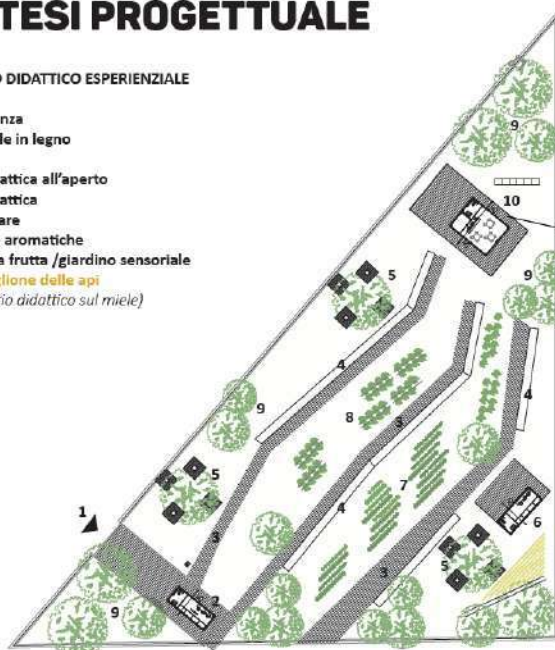 TESI PROGETTUALE
DIDATTICO ESPERIENZIALE
nza
le in legno
attica all'aperto
attica
are
aromatiche
a frutta /giardino sensoriale
glione delle api
io didattico sul miele)
9
10
5
9
4
4
9
8
3
5
7
1
4
6
3
3
5
2
9